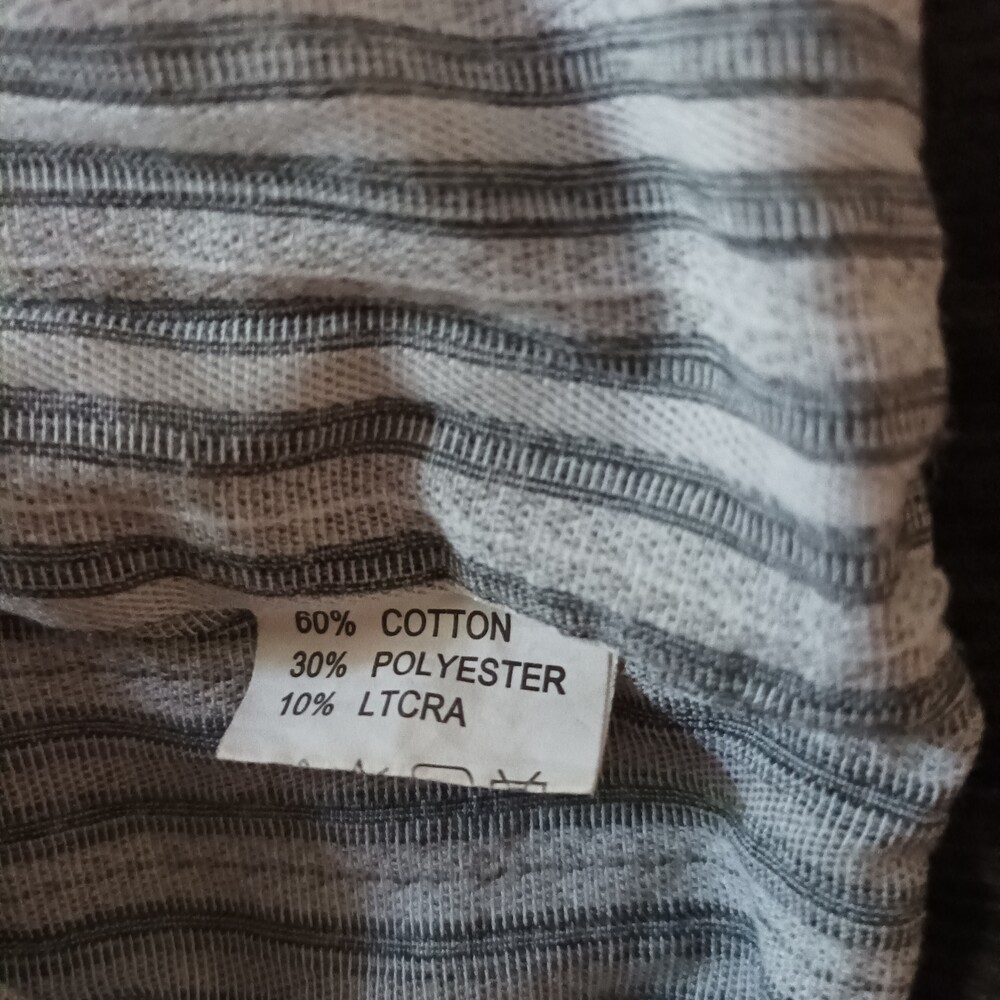 60% COTTON
30% POLYESTER
10% LTCRA